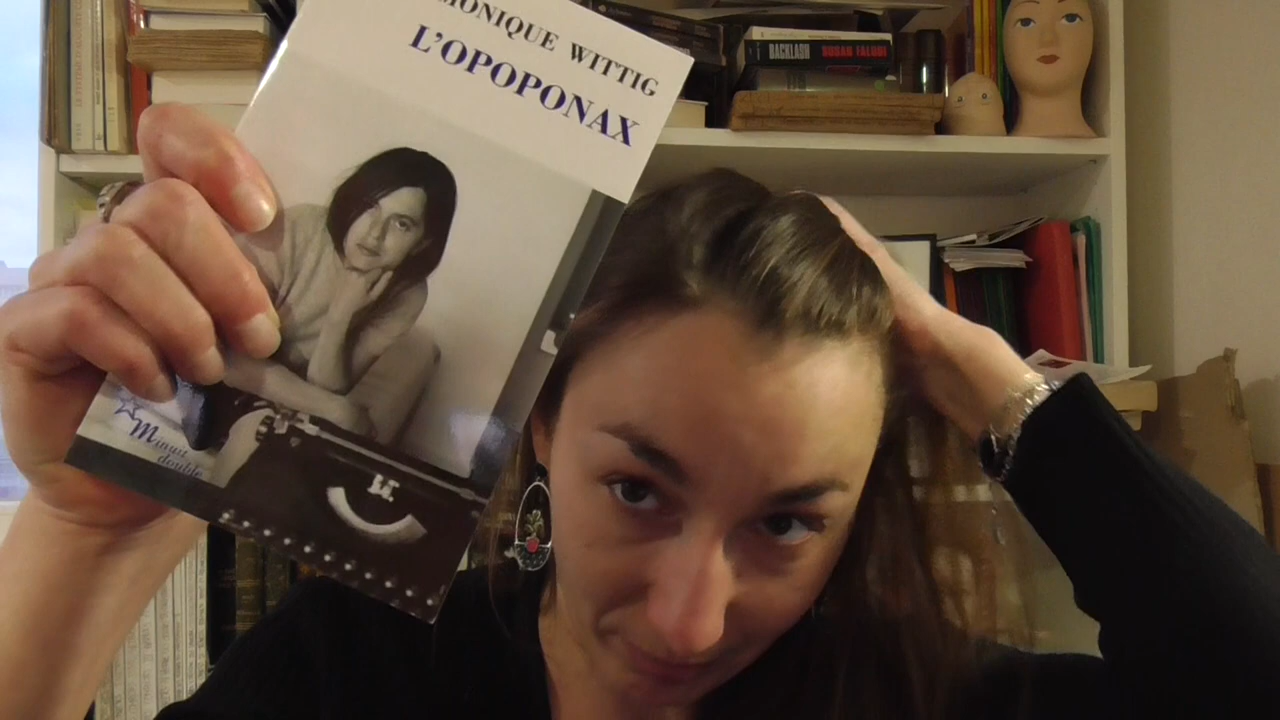 MONIQUE WITTIG
L'OPOPONAX
BACKLASH SUSAN FALUDI
Minuit
double